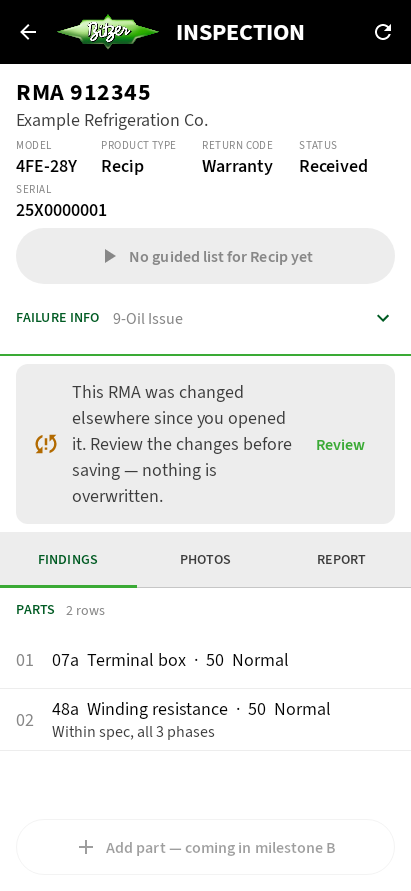 Bitzer
INSPECTION
RMA 912345
Example Refrigeration Co.
MODEL PRODUCT TYPE RETURN CODE STATUS
4FE-28Y Recip Warranty Received
SERIAL
25X0000001
No guided list for Recip yet
FAILURE INFO 9-Oil Issue
This RMA was changed
elsewhere since you opened
it. Review the changes before
saving — nothing is
overwritten.
Review
FINDINGS PHOTOS REPORT
PARTS 2 rows
01 07a Terminal box · 50 Normal
02 48a Winding resistance · 50 Normal
Within spec, all 3 phases
Add part — coming in milestone B